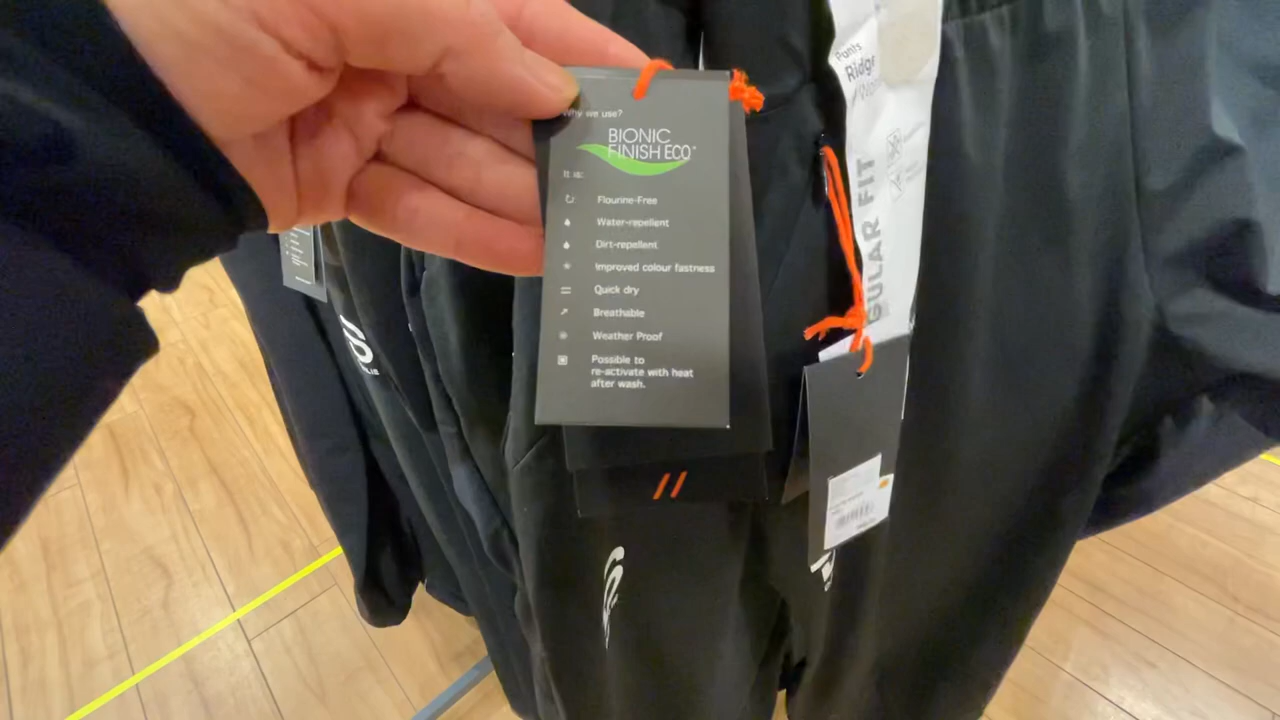 Why we use?
BIONIC
FINISH ECO
It is:
Flourine-Free
Water-repellent
Dirt-repellent
Improved colour fastness
Quick dry
Breathable
Weather Proof
Possible to
re-activate with heat
after wash.
Pants
Ridge
GULAR FIT